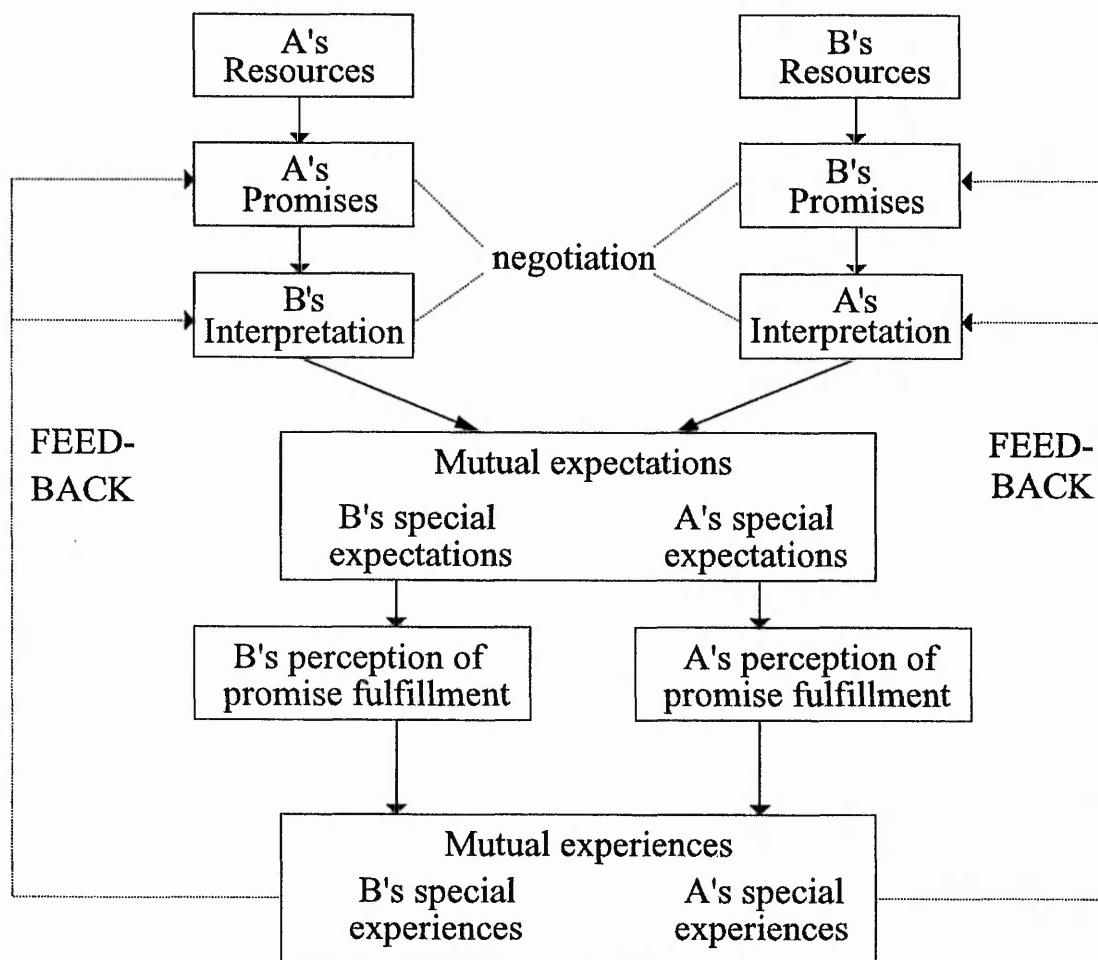 A's
Resources
B's
Resources
A's
Promises
B's
Promises
negotiation
B's
Interpretation
A's
Interpretation
FEED-
BACK
FEED-
BACK
Mutual expectations
B's special
expectations
A's special
expectations
B's perception of
promise fulfillment
A's perception of
promise fulfillment
Mutual experiences
B's special
experiences
A's special
experiences